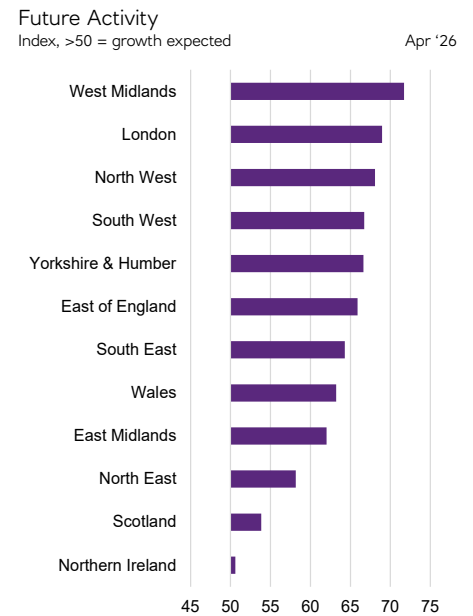 Future Activity
Index, >50 = growth expected
Apr ‘26
West Midlands
London
North West
South West
Yorkshire & Humber
East of England
South East
Wales
East Midlands
North East
Scotland
Northern Ireland
45 50 55 60 65 70 75